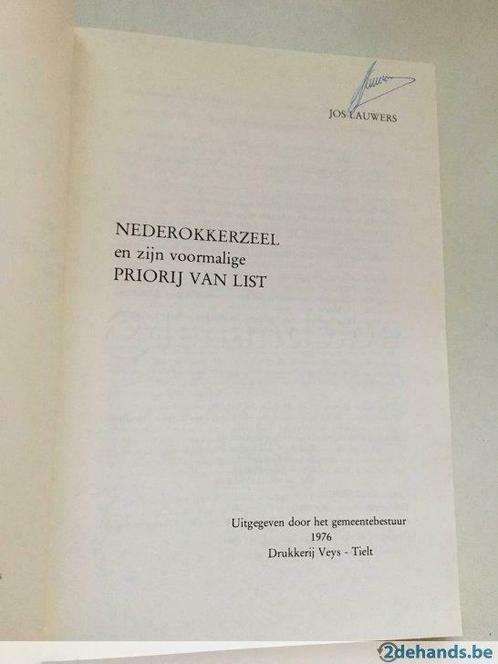 JOS LAUWERS
NEDEROKKERZEEL
en zijn voormalige
PRIORIJ VAN LIST
Uitgegeven door het gemeentebestuur
1976
Drukkerij Veys - Tielt
2dehands.be